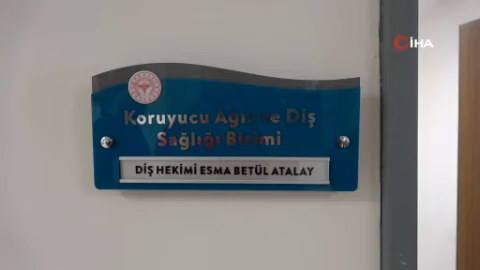 İHA
Koruyucu Ağız ve Diş
Sağlığı Birimi
DİŞ HEKİMİ ESMA BETÜL ATALAY